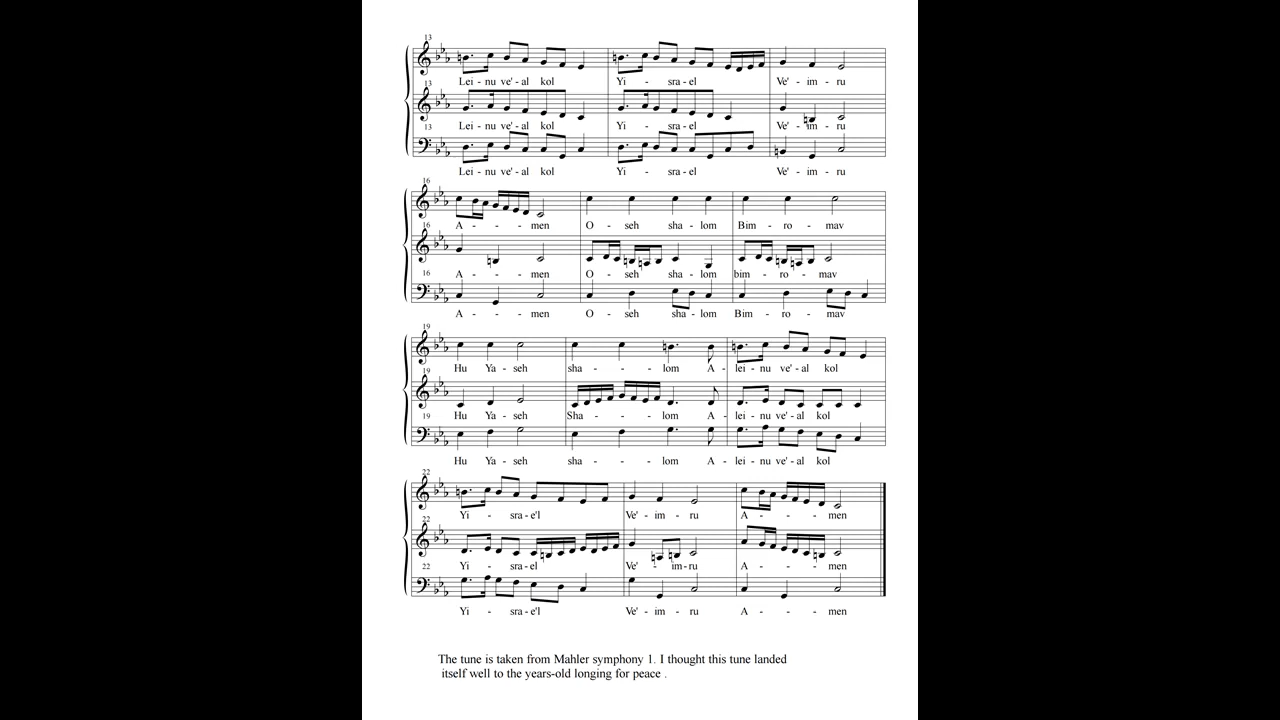 13
Lei - nu ve' - al kol Yi - sra - el Ve' - im - ru
13
Lei - nu ve' - al kol Yi - sra - el Ve' - im - ru
13
Lei - nu ve' - al kol Yi - sra - el Ve' - im - ru
16
A - - - men O - seh sha - lom Bim - ro - mav
16
A - - - men O - seh sha - lom bim - ro - mav
16
A - - - men O - seh sha - lom Bim - ro - mav
19
Hu Ya - seh sha - - - lom A - lei - nu ve' - al kol
19
Hu Ya - seh Sha - - - lom A - lei - nu ve' - al kol
19
Hu Ya - seh sha - - - lom A - lei - nu ve' - al kol
22
Yi - sra - e'l Ve' - im - ru A - - - men
22
Yi - sra - el Ve' - im - ru A - - - men
22
Yi - sra - e'l Ve' - im - ru A - - - men
The tune is taken from Mahler symphony 1. I thought this tune landed
itself well to the years-old longing for peace .